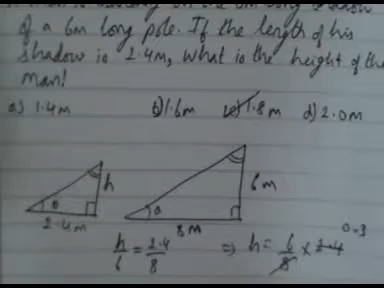 of a 6m long pole. If the length of his
shadow is 2.4m, what is the height of the
man!
a) 1.4m b) 1.6m c) 1.8m d) 2.0m
h
θ
2.4m
6m
θ
8m
h/6 = 2.4/8 ⇒ h = 6/8 × 2.4
0.3